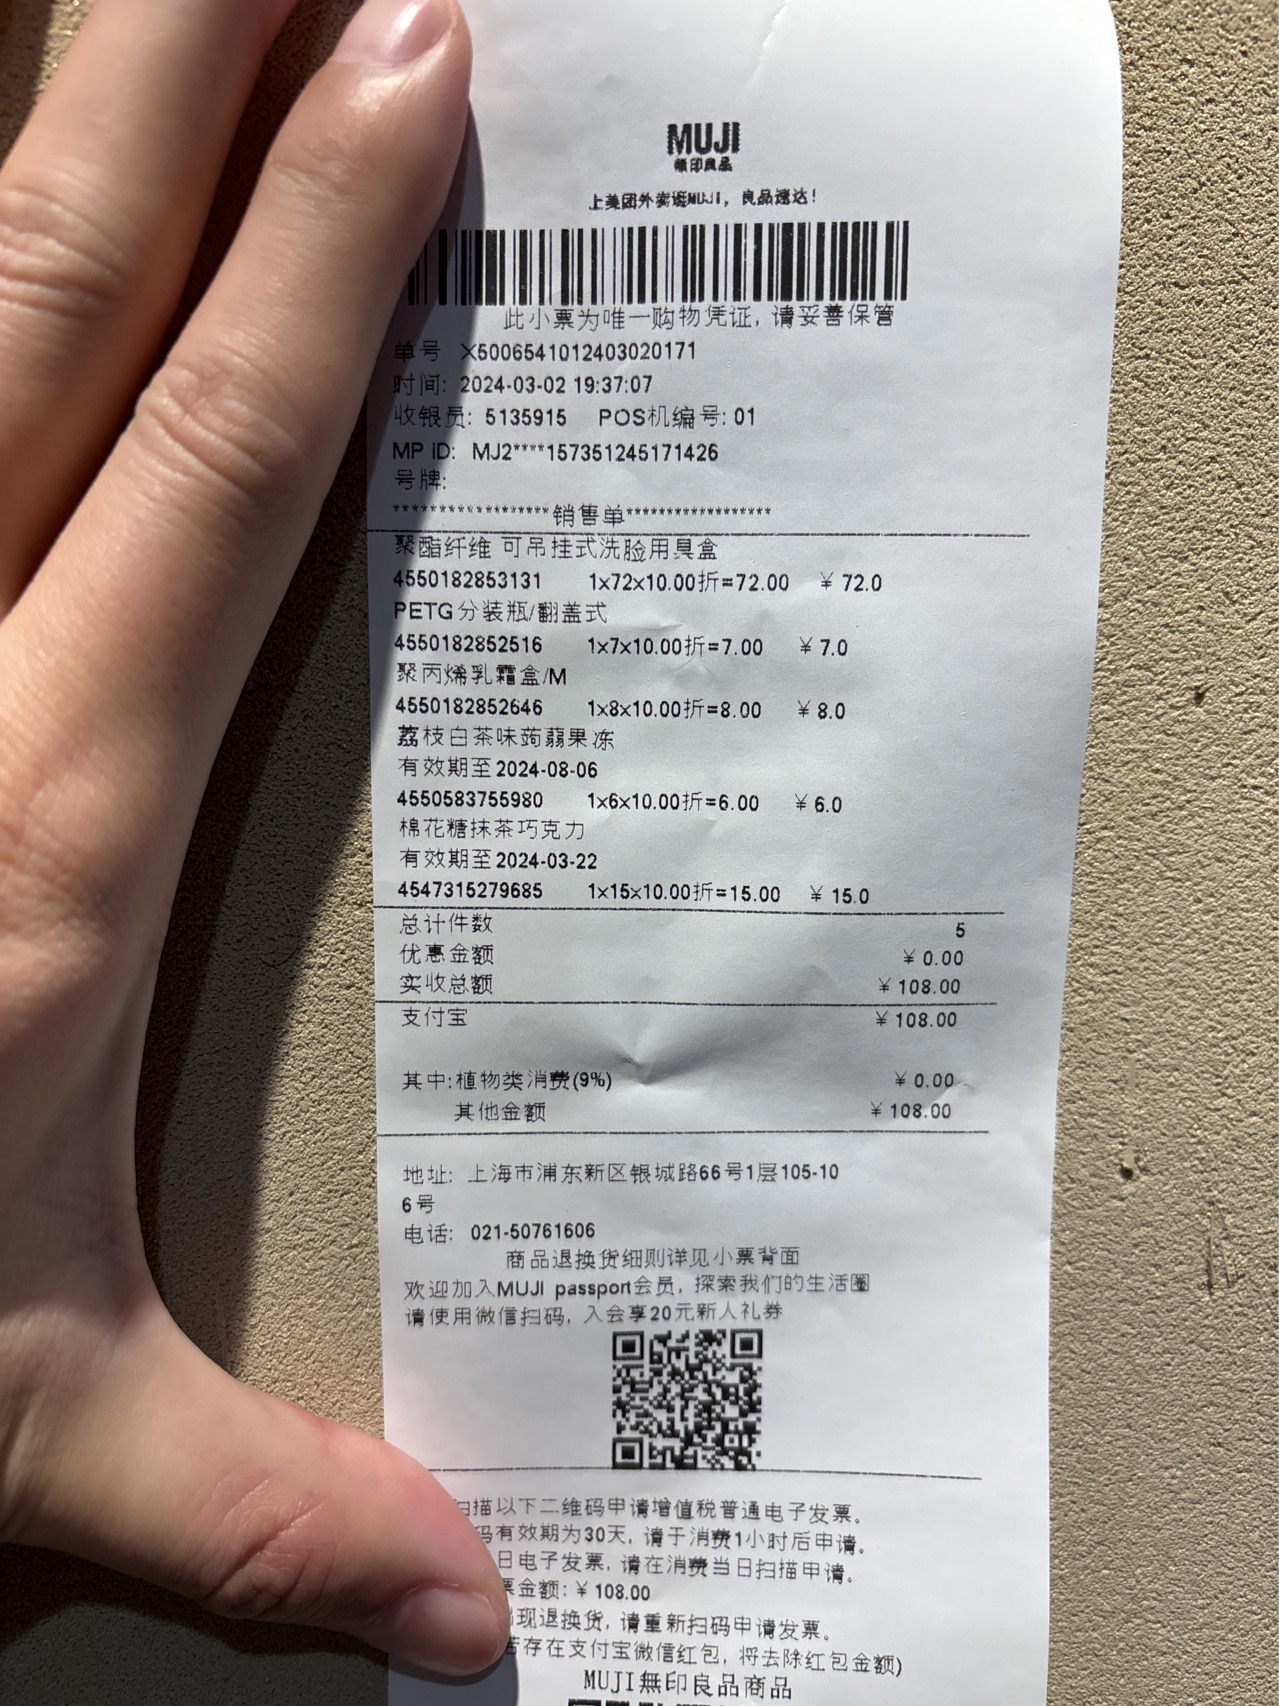 MUJI
無印良品
上美团外卖逛MUJI，良品速达！
此小票为唯一购物凭证, 请妥善保管
单号 X5006541012403020171
时间: 2024-03-02 19:37:07
收银员: 5135915 POS机编号: 01
MP ID: MJ2****157351245171426
号牌:
******************销售单*****************
聚酯纤维 可吊挂式洗脸用具盒
4550182853131 1x72x10.00折=72.00 ￥72.0
PETG分装瓶/翻盖式
4550182852516 1x7x10.00折=7.00 ￥7.0
聚丙烯乳霜盒/M
4550182852646 1x8x10.00折=8.00 ￥8.0
荔枝白茶味蒟蒻果冻
有效期至2024-08-06
4550583755980 1x6x10.00折=6.00 ￥6.0
棉花糖抹茶巧克力
有效期至2024-03-22
4547315279685 1x15x10.00折=15.00 ￥15.0
总计件数 5
优惠金额 ￥0.00
实收总额 ￥108.00
支付宝 ￥108.00
其中:植物类消费(9%) ￥0.00
其他金额 ￥108.00
地址: 上海市浦东新区银城路66号1层105-10
6号
电话: 021-50761606
商品退换货细则详见小票背面
欢迎加入MUJI passport会员, 探索我们的生活圈
请使用微信扫码, 入会享20元新人礼券
扫描以下二维码申请增值税普通电子发票。
码有效期为30天, 请于消费1小时后申请。
日电子发票, 请在消费当日扫描申请。
票金额: ￥108.00
出现退换货, 请重新扫码申请发票。
若存在支付宝微信红包, 将去除红包金额)
MUJI無印良品商品